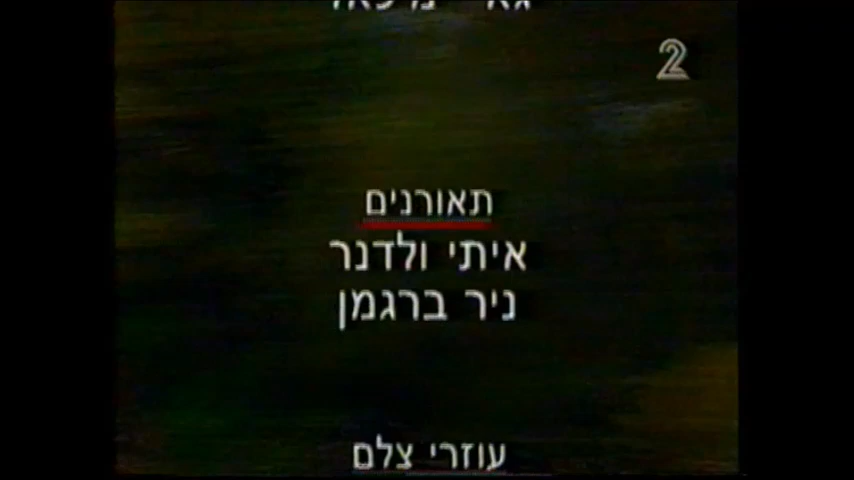 2
תאורנים
איתי ולדנר
ניר ברגמן
עוזרי צלם